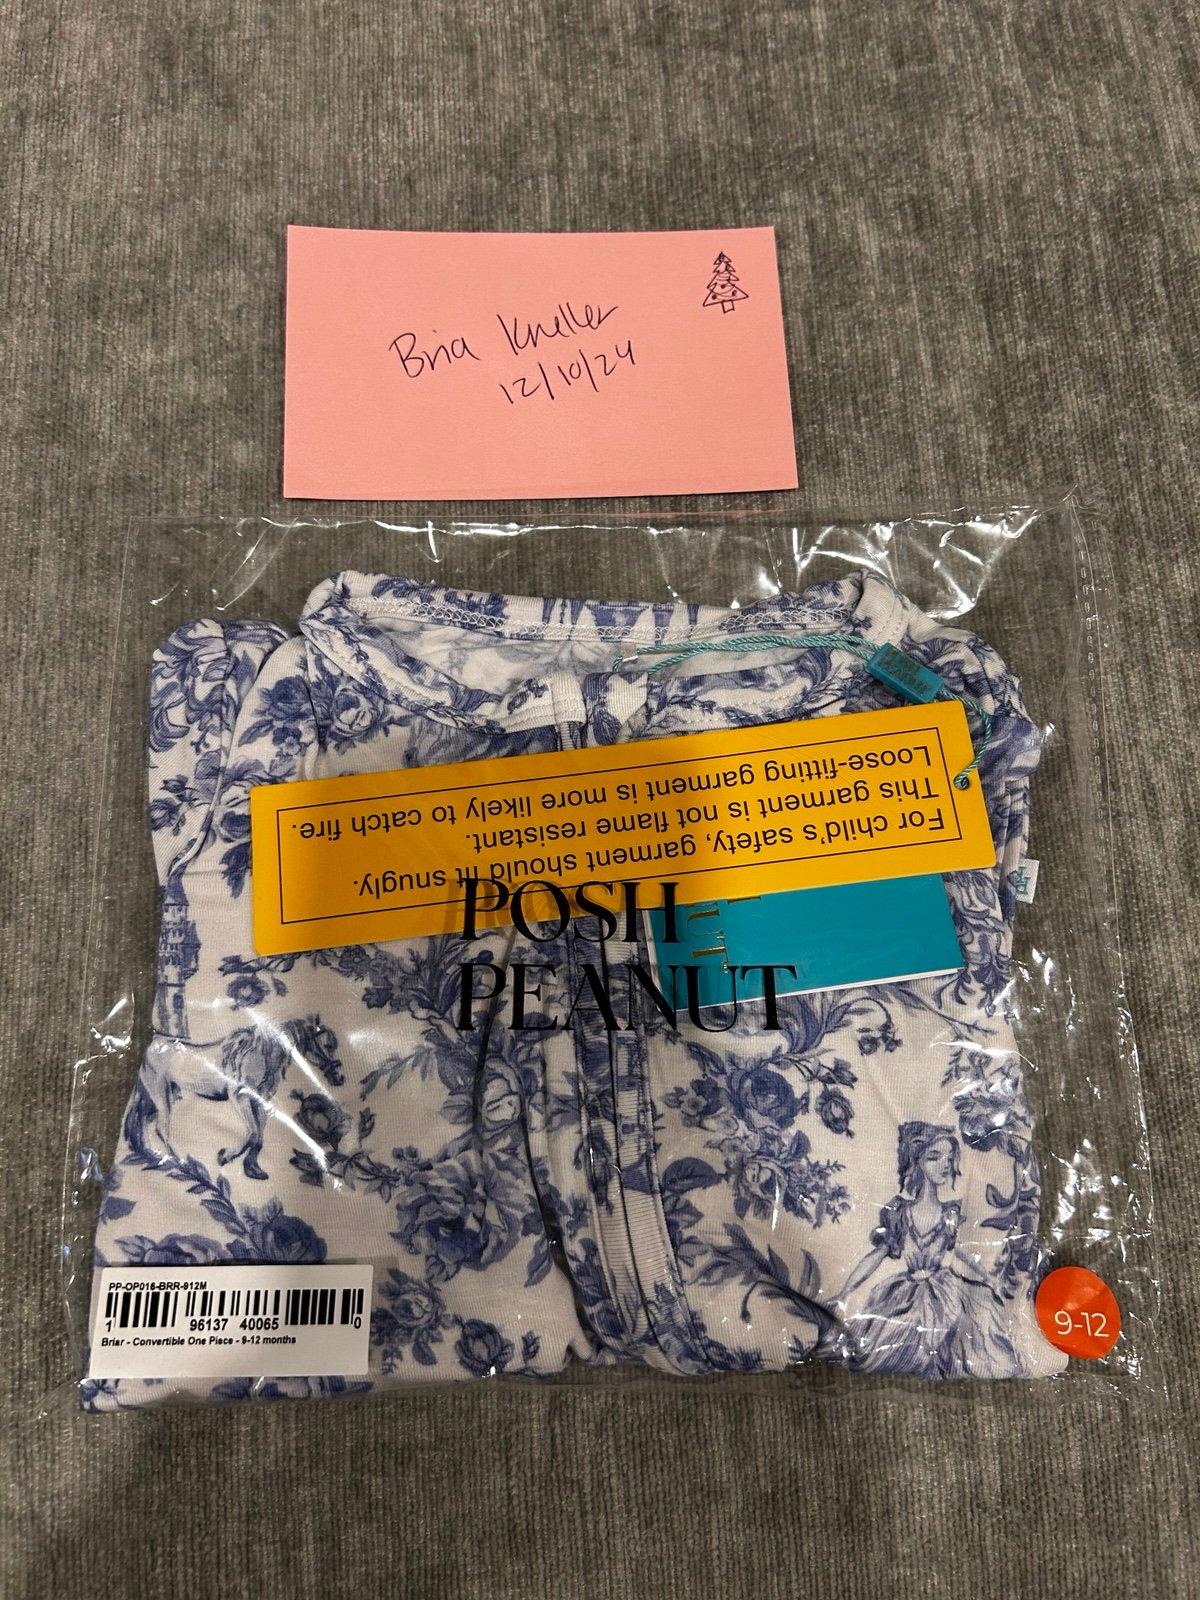 Bria Kneller
12/10/24
For child's safety, garment should fit snugly.
This garment is not flame resistant.
Loose-fitting garment is more likely to catch fire.
POSH
PEANUT
PP-OP016-BRR-912M
1 96137 40065 0
Briar - Convertible One Piece - 9-12 months
9-12